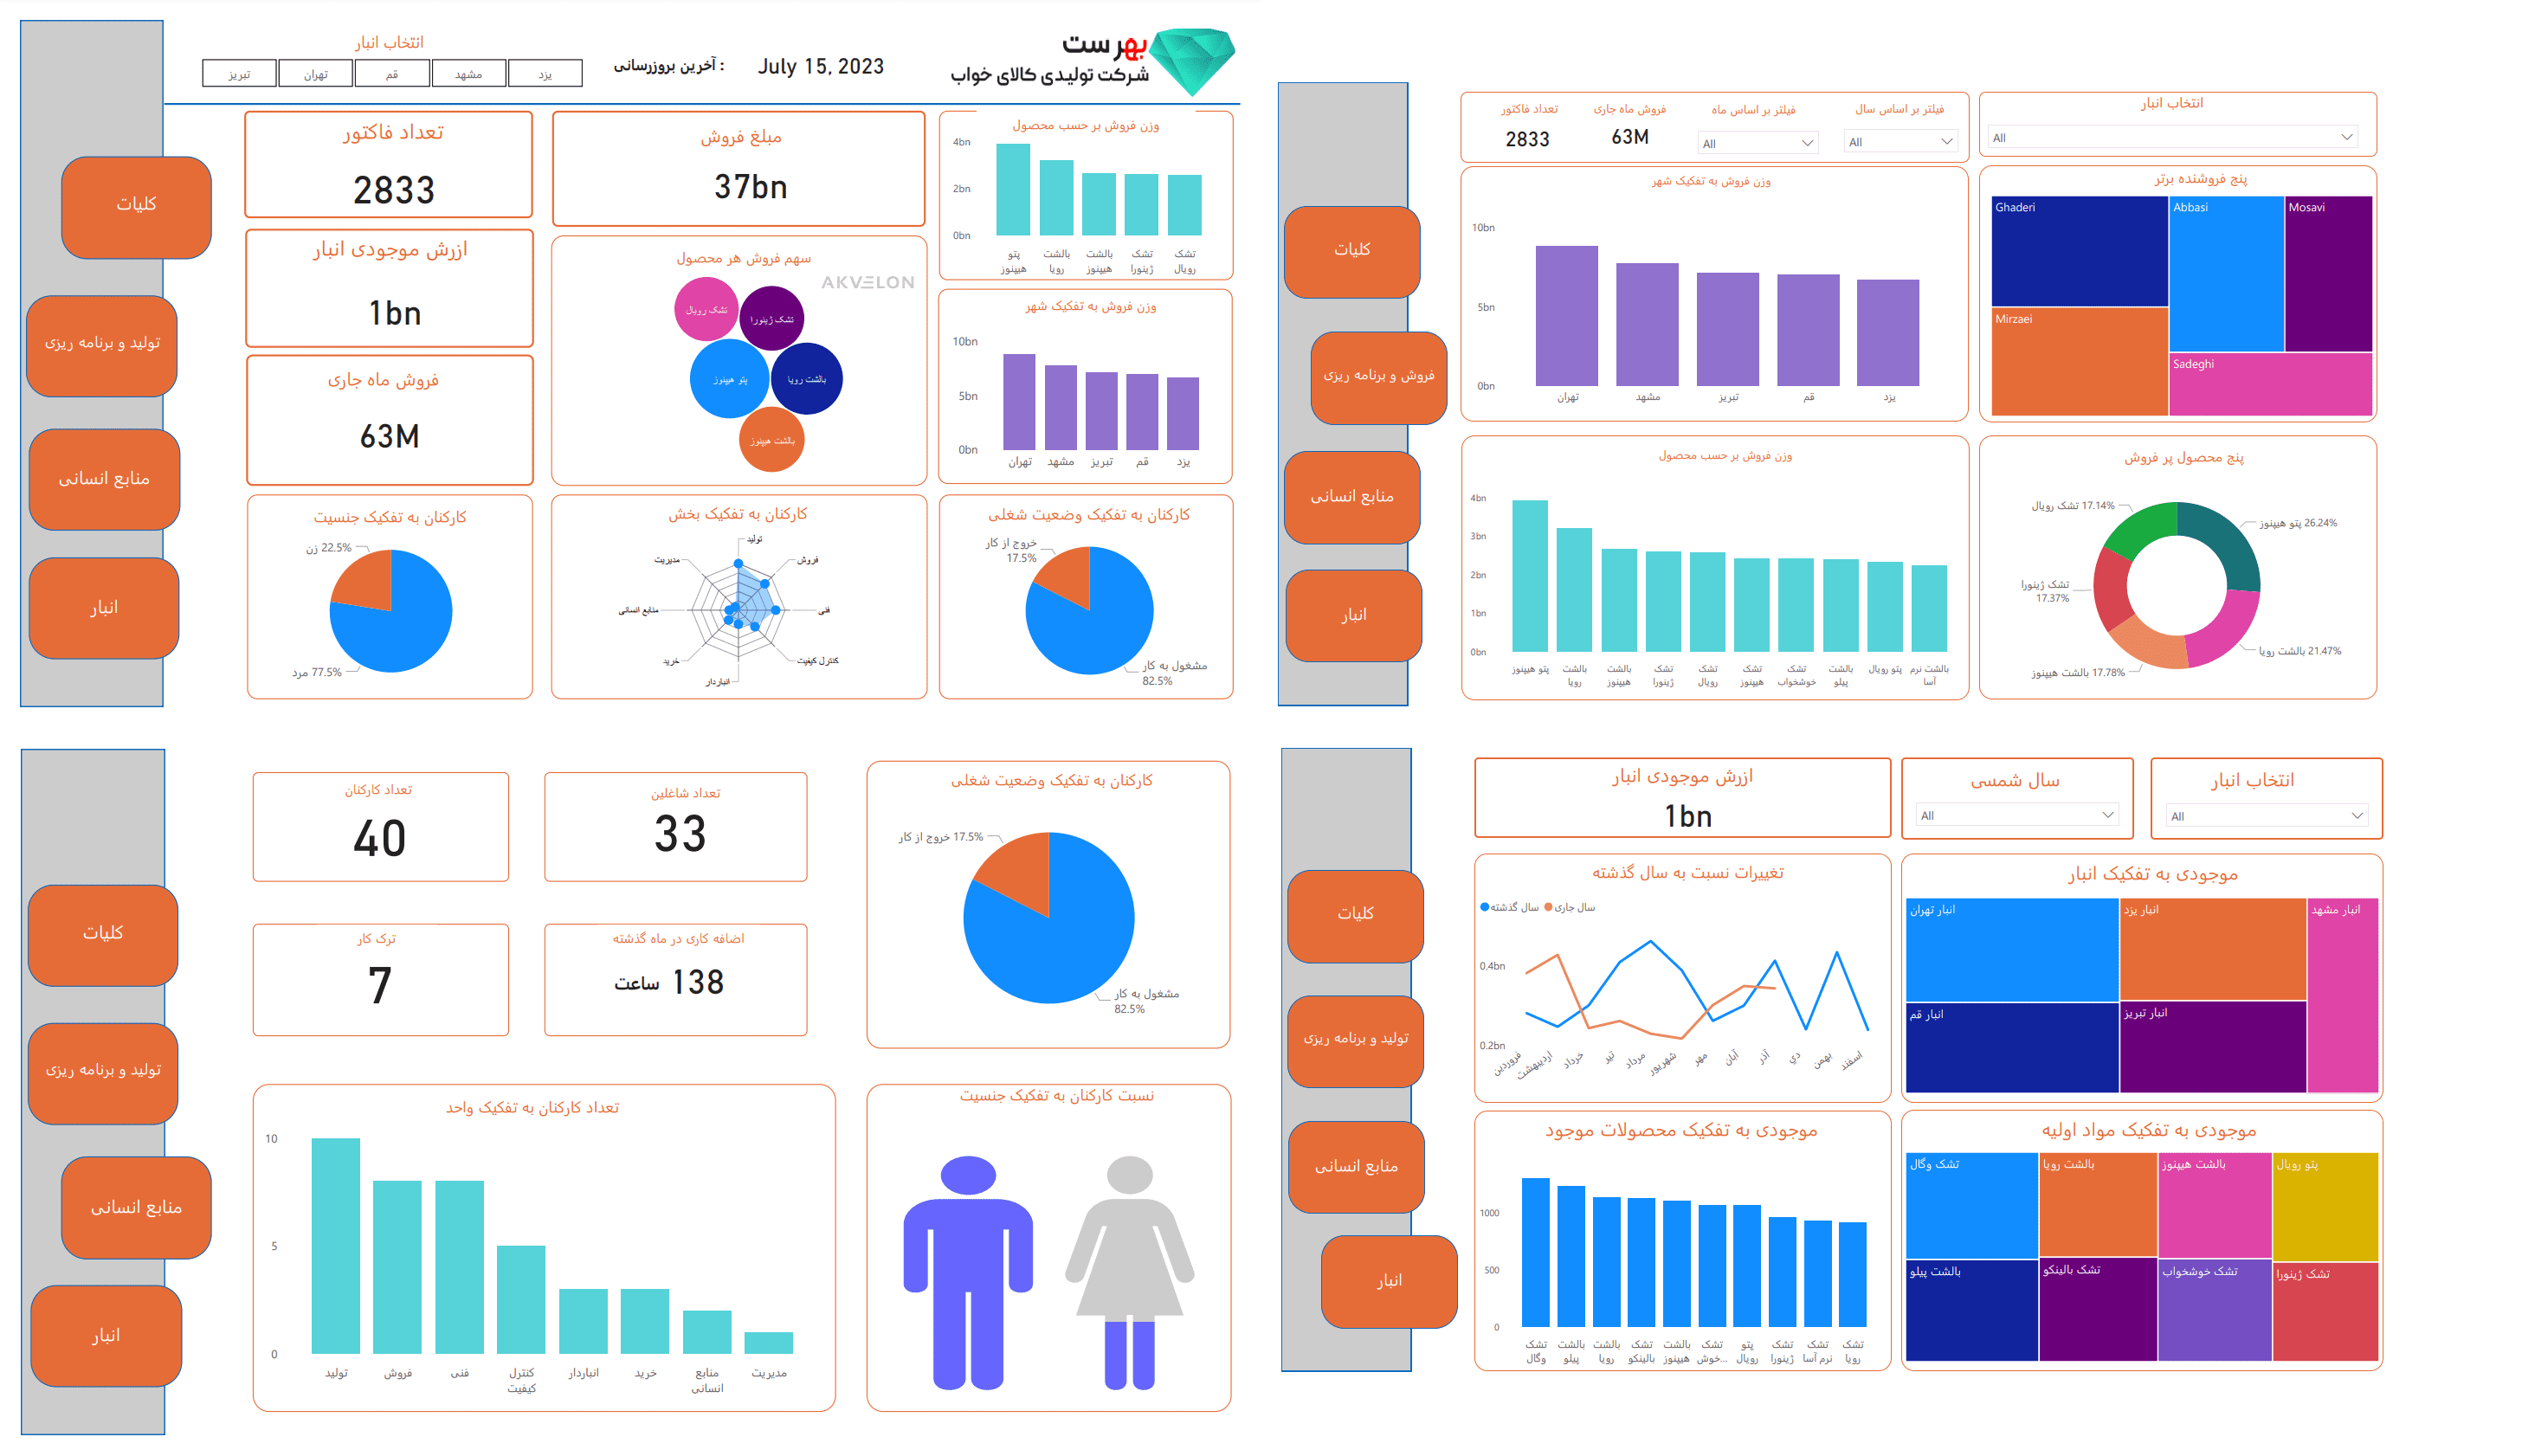 انتخاب انبار
تبریز
تهران
قم
مشهد
یزد
آخرین بروزرسانی :
July 15, 2023
بهرست
شرکت تولیدی کالای خواب
کلیات
تولید و برنامه ریزی
منابع انسانی
انبار
تعداد فاکتور
2833
مبلغ فروش
37bn
ازرش موجودی انبار
1bn
فروش ماه جاری
63M
سهم فروش هر محصول
AKVELON
تشک رویال
تشک ژینورا
پتو هیپنوز
بالشت رویا
بالشت هیپنوز
وزن فروش بر حسب محصول
4bn
2bn
0bn
پتو هیپنوز
بالشت رویا
بالشت هیپنوز
تشک ژینورا
تشک رویال
وزن فروش به تفکیک شهر
10bn
5bn
0bn
تهران
مشهد
تبریز
قم
یزد
کارکنان به تفکیک جنسیت
زن 22.5%
مرد 77.5%
کارکنان به تفکیک بخش
تولید
فروش
فنی
کنترل کیفیت
انباردار
خرید
منابع انسانی
مدیریت
کارکنان به تفکیک وضعیت شغلی
خروج از کار
17.5%
مشغول به کار
82.5%
کلیات
فروش و برنامه ریزی
منابع انسانی
انبار
تعداد فاکتور
2833
فروش ماه جاری
63M
فیلتر بر اساس ماه
All
فیلتر بر اساس سال
All
انتخاب انبار
All
وزن فروش به تفکیک شهر
10bn
5bn
0bn
تهران
مشهد
تبریز
قم
یزد
پنج فروشنده برتر
Ghaderi
Abbasi
Mosavi
Mirzaei
Sadeghi
وزن فروش بر حسب محصول
4bn
3bn
2bn
1bn
0bn
پتو هیپنوز
بالشت رویا
بالشت هیپنوز
تشک ژینورا
تشک رویال
تشک هیپنوز
تشک خوشخواب
بالشت پیلو
پتو رویال
بالشت نرم آسا
پنج محصول پر فروش
تشک رویال 17.14%
پتو هیپنوز 26.24%
تشک ژینورا
17.37%
بالشت رویا 21.47%
بالشت هیپنوز 17.78%
کلیات
تولید و برنامه ریزی
منابع انسانی
انبار
تعداد کارکنان
40
تعداد شاغلین
33
ترک کار
7
اضافه کاری در ماه گذشته
138 ساعت
کارکنان به تفکیک وضعیت شغلی
خروج از کار 17.5%
مشغول به کار
82.5%
تعداد کارکنان به تفکیک واحد
10
5
0
تولید
فروش
فنی
کنترل کیفیت
انباردار
خرید
منابع انسانی
مدیریت
نسبت کارکنان به تفکیک جنسیت
کلیات
تولید و برنامه ریزی
منابع انسانی
انبار
ازرش موجودی انبار
1bn
سال شمسی
All
انتخاب انبار
All
تغییرات نسبت به سال گذشته
سال گذشته
سال جاری
0.4bn
0.2bn
فروردین
اردیبهشت
خرداد
تیر
مرداد
شهریور
مهر
آبان
آذر
دي
بهمن
اسفند
موجودی به تفکیک انبار
انبار تهران
انبار یزد
انبار مشهد
انبار قم
انبار تبریز
موجودی به تفکیک محصولات موجود
1000
500
0
تشک وگال
بالشت پیلو
بالشت رویا
تشک بالینکو
بالشت هیپنوز
تشک خوش...
پتو رویال
تشک ژینورا
تشک نرم آسا
تشک رویا
موجودی به تفکیک مواد اولیه
تشک وگال
بالشت رویا
بالشت هیپنوز
پتو رویال
بالشت پیلو
تشک بالینکو
تشک خوشخواب
تشک ژینورا